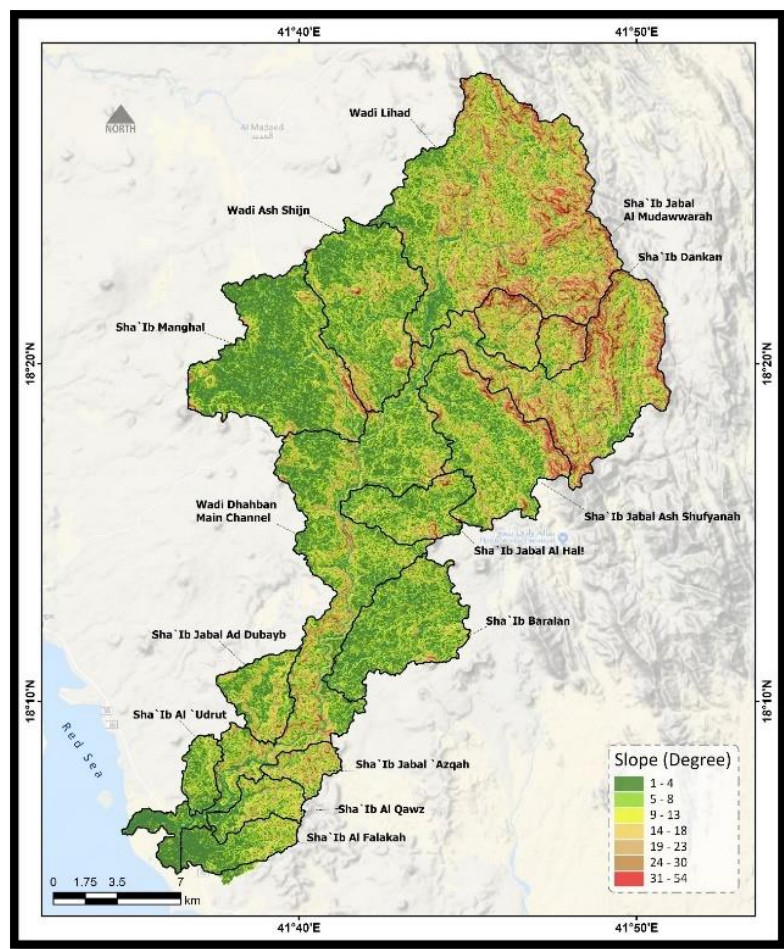 41°40'E
41°50'E
NORTH
Al Madeed
Wadi Lihad
Wadi Ash Shijn
Sha`Ib Jabal
Al Mudawwarah
Sha`Ib Dankan
Sha`Ib Manghal
18°20'N
18°20'N
Wadi Dhahban
Main Channel
Sha`Ib Jabal Ash Shufyanah
Sha`Ib Jabal Al Hal!
Sha`Ib Baralan
Sha`Ib Jabal Ad Dubayb
18°10'N
18°10'N
Sha`Ib Al `Udrut
Red Sea
Sha`Ib Jabal `Azqah
Sha`Ib Al Qawz
Sha`Ib Al Falakah
Slope (Degree)
1 - 4
5 - 8
9 - 13
14 - 18
19 - 23
24 - 30
31 - 54
0 1.75 3.5 7
km
41°40'E
41°50'E